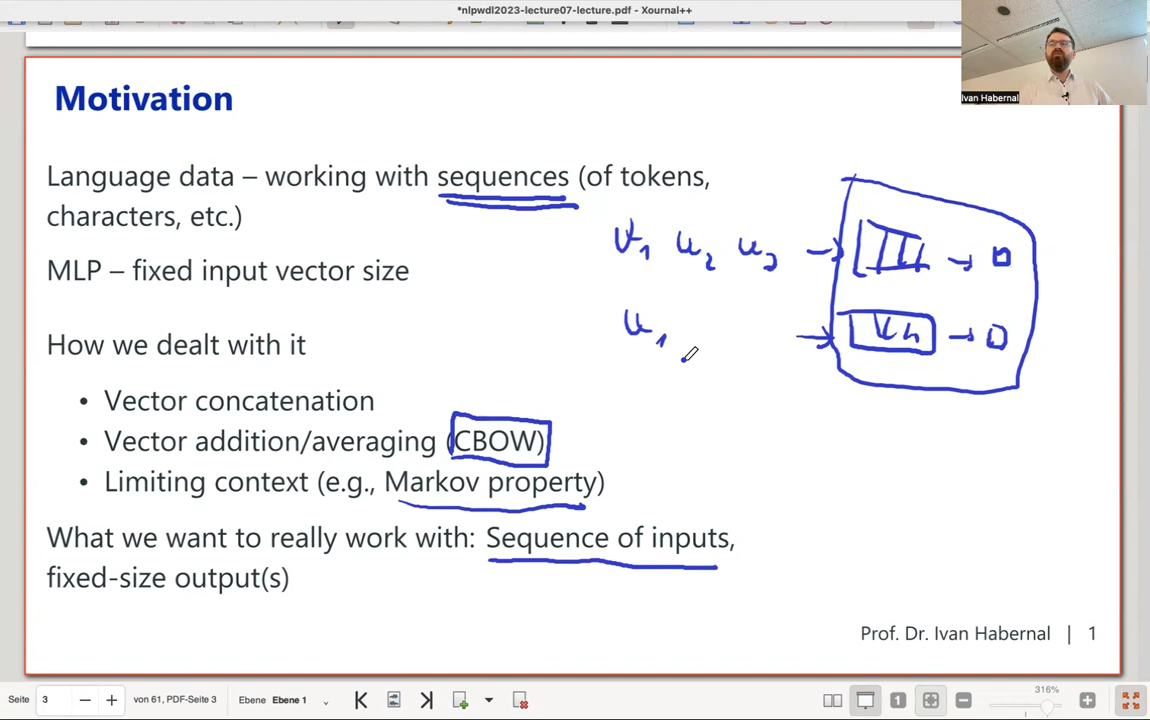 *nlpwdl2023-lecture07-lecture.pdf - Xournal++
Ivan Habernal
Motivation
Language data – working with sequences (of tokens,
characters, etc.)
MLP – fixed input vector size
How we dealt with it
• Vector concatenation
• Vector addition/averaging (CBOW)
• Limiting context (e.g., Markov property)
What we want to really work with: Sequence of inputs,
fixed-size output(s)
Prof. Dr. Ivan Habernal | 1
Seite 3 von 61, PDF-Seite 3 Ebene Ebene 1 1 316%